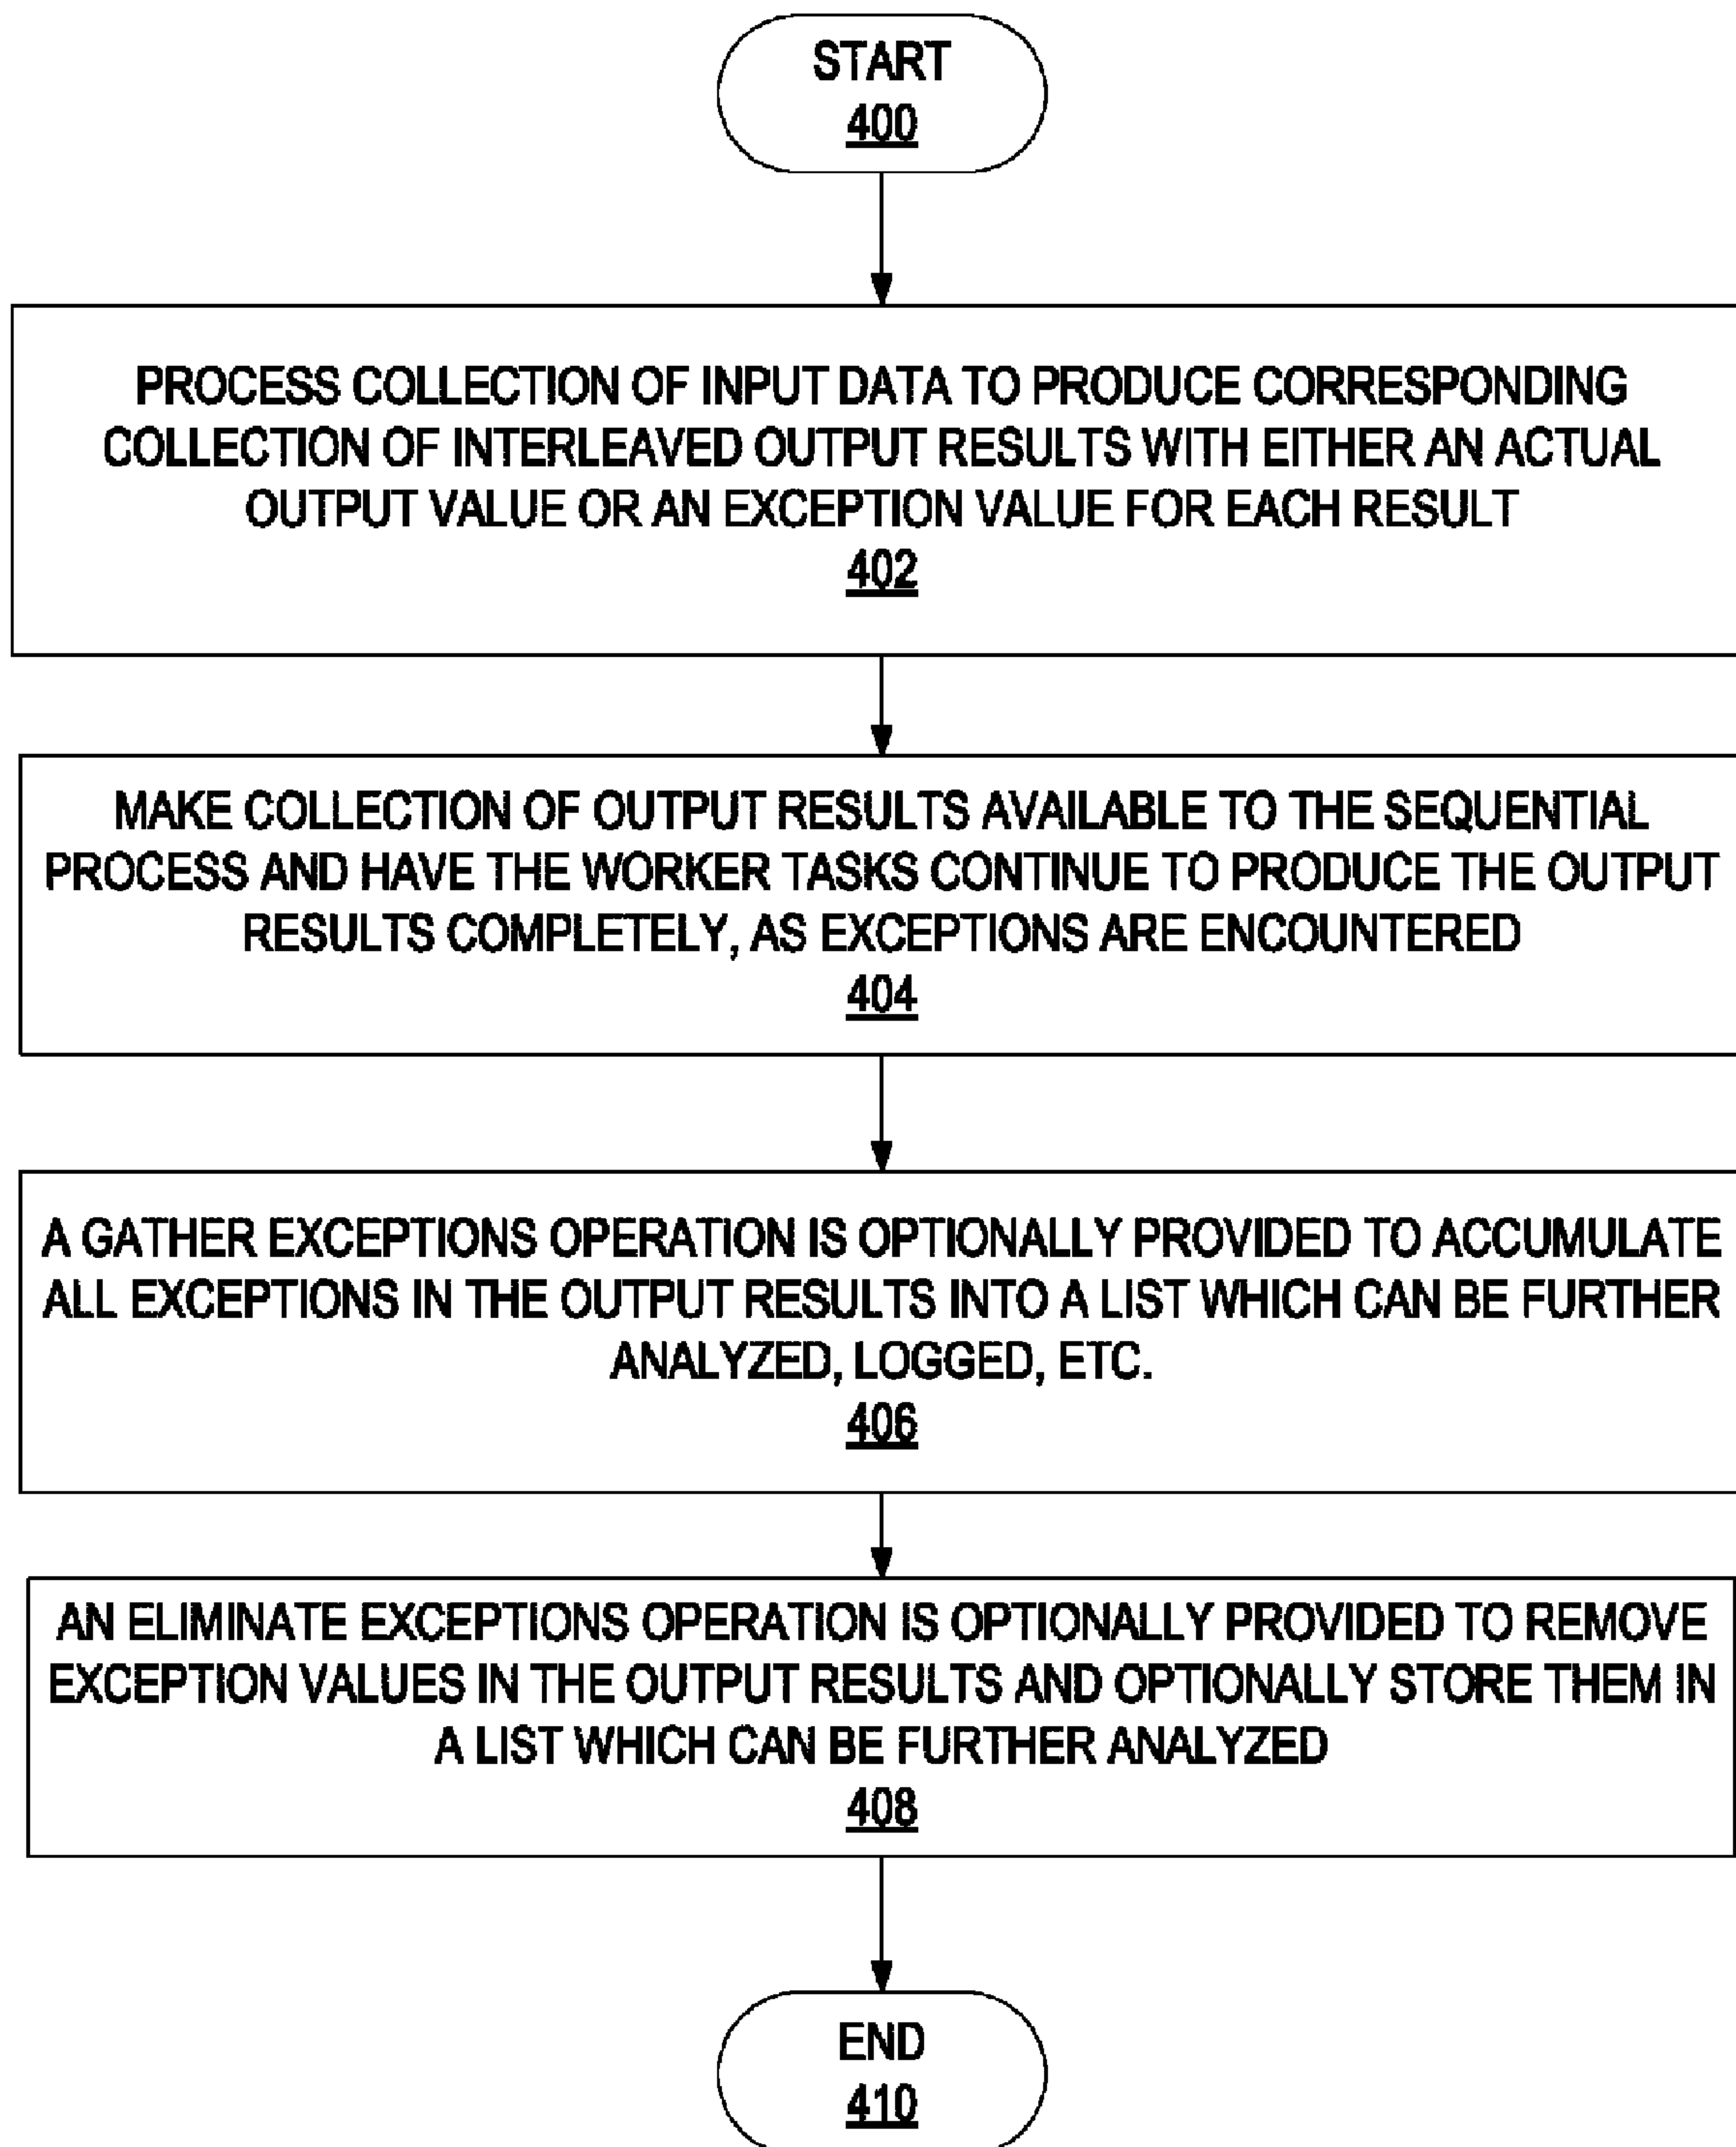 START
400
PROCESS COLLECTION OF INPUT DATA TO PRODUCE CORRESPONDING
COLLECTION OF INTERLEAVED OUTPUT RESULTS WITH EITHER AN ACTUAL
OUTPUT VALUE OR AN EXCEPTION VALUE FOR EACH RESULT
402
MAKE COLLECTION OF OUTPUT RESULTS AVAILABLE TO THE SEQUENTIAL
PROCESS AND HAVE THE WORKER TASKS CONTINUE TO PRODUCE THE OUTPUT
RESULTS COMPLETELY, AS EXCEPTIONS ARE ENCOUNTERED
404
A GATHER EXCEPTIONS OPERATION IS OPTIONALLY PROVIDED TO ACCUMULATE
ALL EXCEPTIONS IN THE OUTPUT RESULTS INTO A LIST WHICH CAN BE FURTHER
ANALYZED, LOGGED, ETC.
406
AN ELIMINATE EXCEPTIONS OPERATION IS OPTIONALLY PROVIDED TO REMOVE
EXCEPTION VALUES IN THE OUTPUT RESULTS AND OPTIONALLY STORE THEM IN
A LIST WHICH CAN BE FURTHER ANALYZED
408
END
410